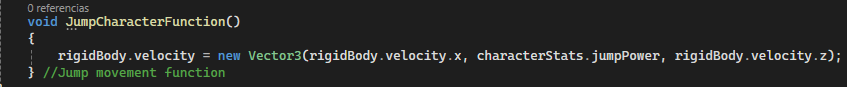 0 referencias
void JumpCharacterFunction()
{
rigidBody.velocity = new Vector3(rigidBody.velocity.x, characterStats.jumpPower, rigidBody.velocity.z);
} //Jump movement function